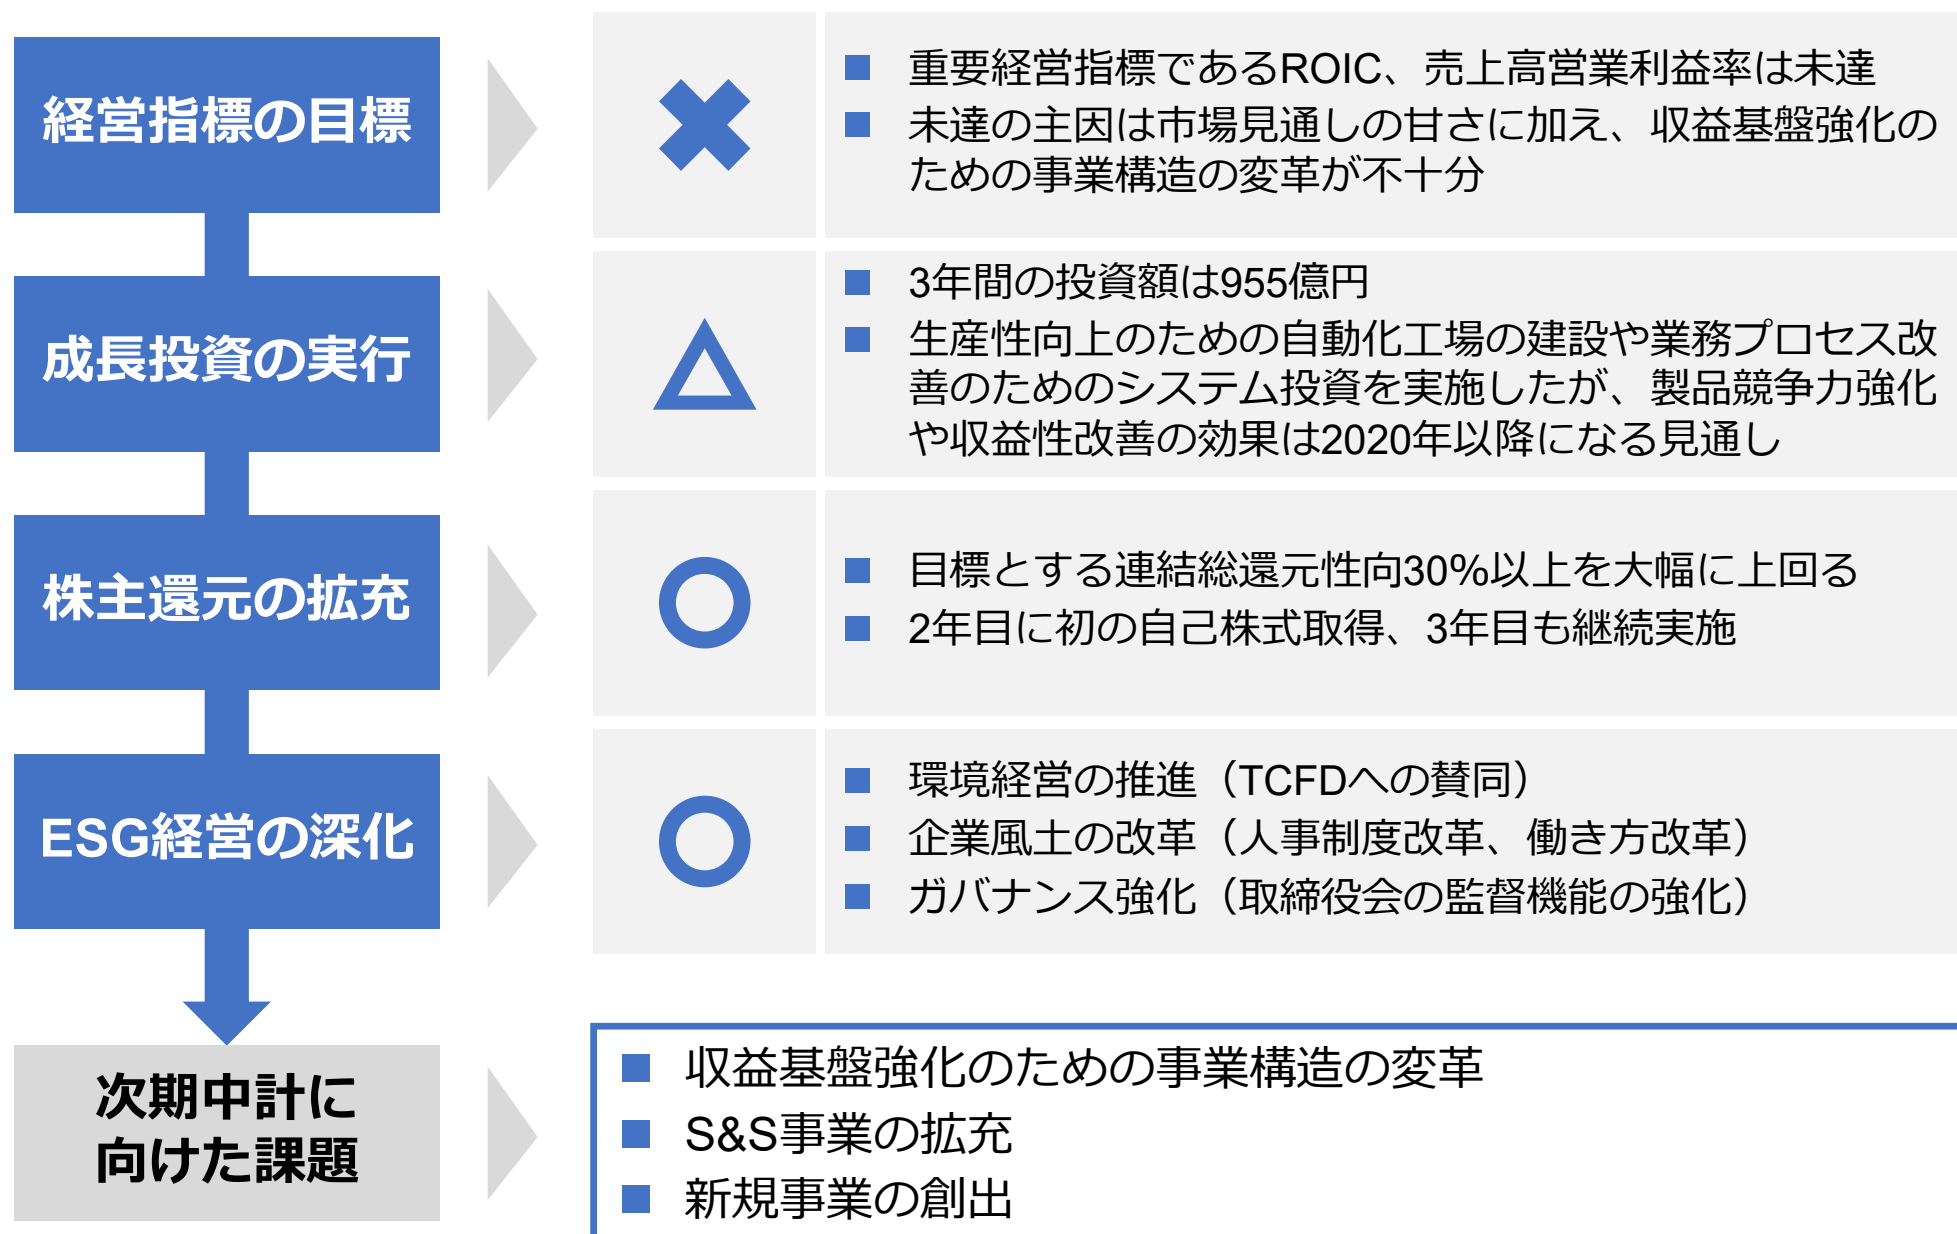 経営指標の目標
重要経営指標であるROIC、売上高営業利益率は未達
未達の主因は市場見通しの甘さに加え、収益基盤強化の
ための事業構造の変革が不十分
成長投資の実行
3年間の投資額は955億円
生産性向上のための自動化工場の建設や業務プロセス改
善のためのシステム投資を実施したが、製品競争力強化
や収益性改善の効果は2020年以降になる見通し
株主還元の拡充
目標とする連結総還元性向30%以上を大幅に上回る
2年目に初の自己株式取得、3年目も継続実施
ESG経営の深化
環境経営の推進（TCFDへの賛同）
企業風土の改革（人事制度改革、働き方改革）
ガバナンス強化（取締役会の監督機能の強化）
次期中計に
向けた課題
収益基盤強化のための事業構造の変革
S&S事業の拡充
新規事業の創出